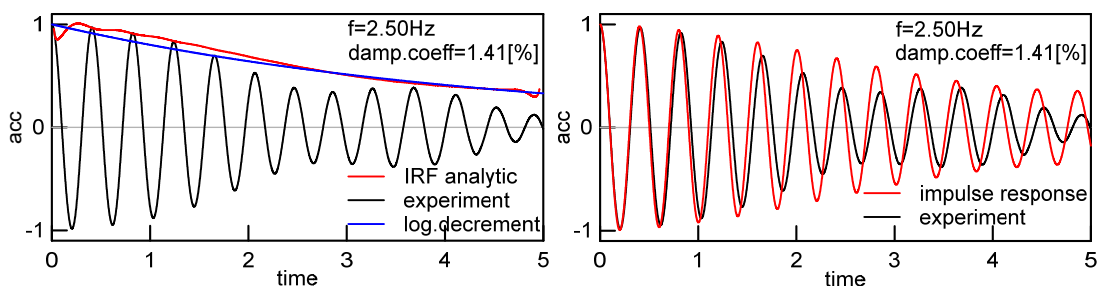 1
0
-1
acc
f=2.50Hz
damp.coeff=1.41[%]
IRF analytic
experiment
log.decrement
0 1 2 3 4 5
time
1
0
-1
acc
f=2.50Hz
damp.coeff=1.41[%]
impulse response
experiment
0 1 2 3 4 5
time